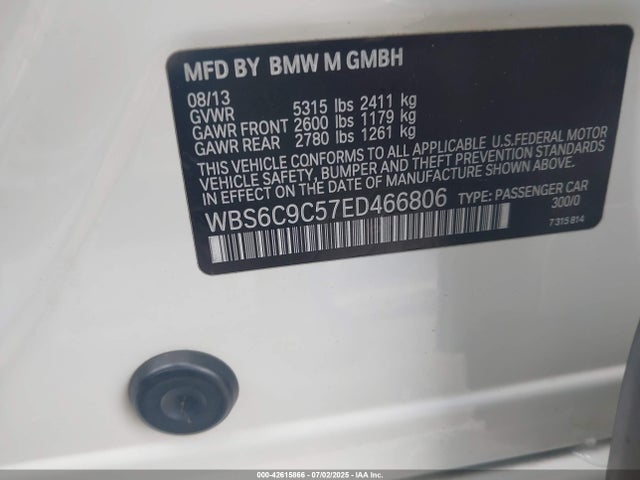 MFD BY BMW M GMBH
08/13
GVWR 5315 lbs 2411 kg
GAWR FRONT 2600 lbs 1179 kg
GAWR REAR 2780 lbs 1261 kg
THIS VEHICLE CONFORMS TO ALL APPLICABLE U.S.FEDERAL MOTOR
VEHICLE SAFETY, BUMPER AND THEFT PREVENTION STANDARDS
IN EFFECT ON THE DATE OF MANUFACTURE SHOWN ABOVE.
WBS6C9C57ED466806 TYPE: PASSENGER CAR
300/0
7315814
000-42615866 - 07/02/2025 - IAA Inc.